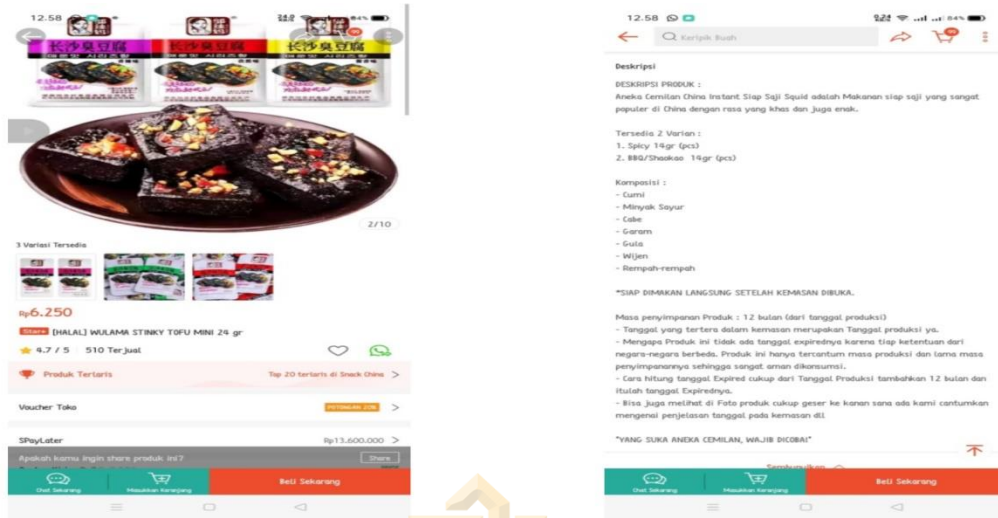 12.58
84%
长沙臭豆腐
长沙臭豆腐
长沙臭豆腐
99
2/10
3 Variasi Tersedia
Rp6.250
Star+ [HALAL] WULAMA STINKY TOFU MINI 24 gr
4.7 / 5 510 Terjual
Produk Terlaris Top 20 terlaris di Snack China >
Voucher Toko >
SPayLater Rp13.600.000 >
Apakah kamu ingin share produk ini? Share
Chat Sekarang Masukkan Keranjang Beli Sekarang
12.58
84%
Keripik Buah
99
Deskripsi
DESKRIPSI PRODUK :
Aneka Cemilan China Instant Siap Saji Squid adalah Makanan siap saji yang sangat
populer di China dengan rasa yang khas dan juga enak.
Tersedia 2 Varian :
1. Spicy 14gr (pcs)
2. BBQ/Shaokao 14gr (pcs)
Komposisi :
- Cumi
- Minyak Sayur
- Cabe
- Garam
- Gula
- Wijen
- Rempah-rempah
*SIAP DIMAKAN LANGSUNG SETELAH KEMASAN DIBUKA.
Masa penyimpanan Produk : 12 bulan (dari tanggal produksi)
- Tanggal yang tertera dalam kemasan merupakan Tanggal produksi ya.
- Mengapa Produk ini tidak ada tanggal expirednya karena tiap ketentuan dari
negara-negara berbeda. Produk ini hanya tercantum masa produksi dan lama masa
penyimpanannya sehingga sangat aman dikonsumsi.
- Cara hitung tanggal Expired cukup dari Tanggal Produksi tambahkan 12 bulan dan
itulah tanggal Expirednya.
- Bisa juga melihat di Foto produk cukup geser ke kanan sana ada kami cantumkan
mengenai penjelasan tanggal pada kemasan dll
"YANG SUKA ANEKA CEMILAN, WAJIB DICOBA!"
Sembunyikan
Chat Sekarang Masukkan Keranjang Beli Sekarang